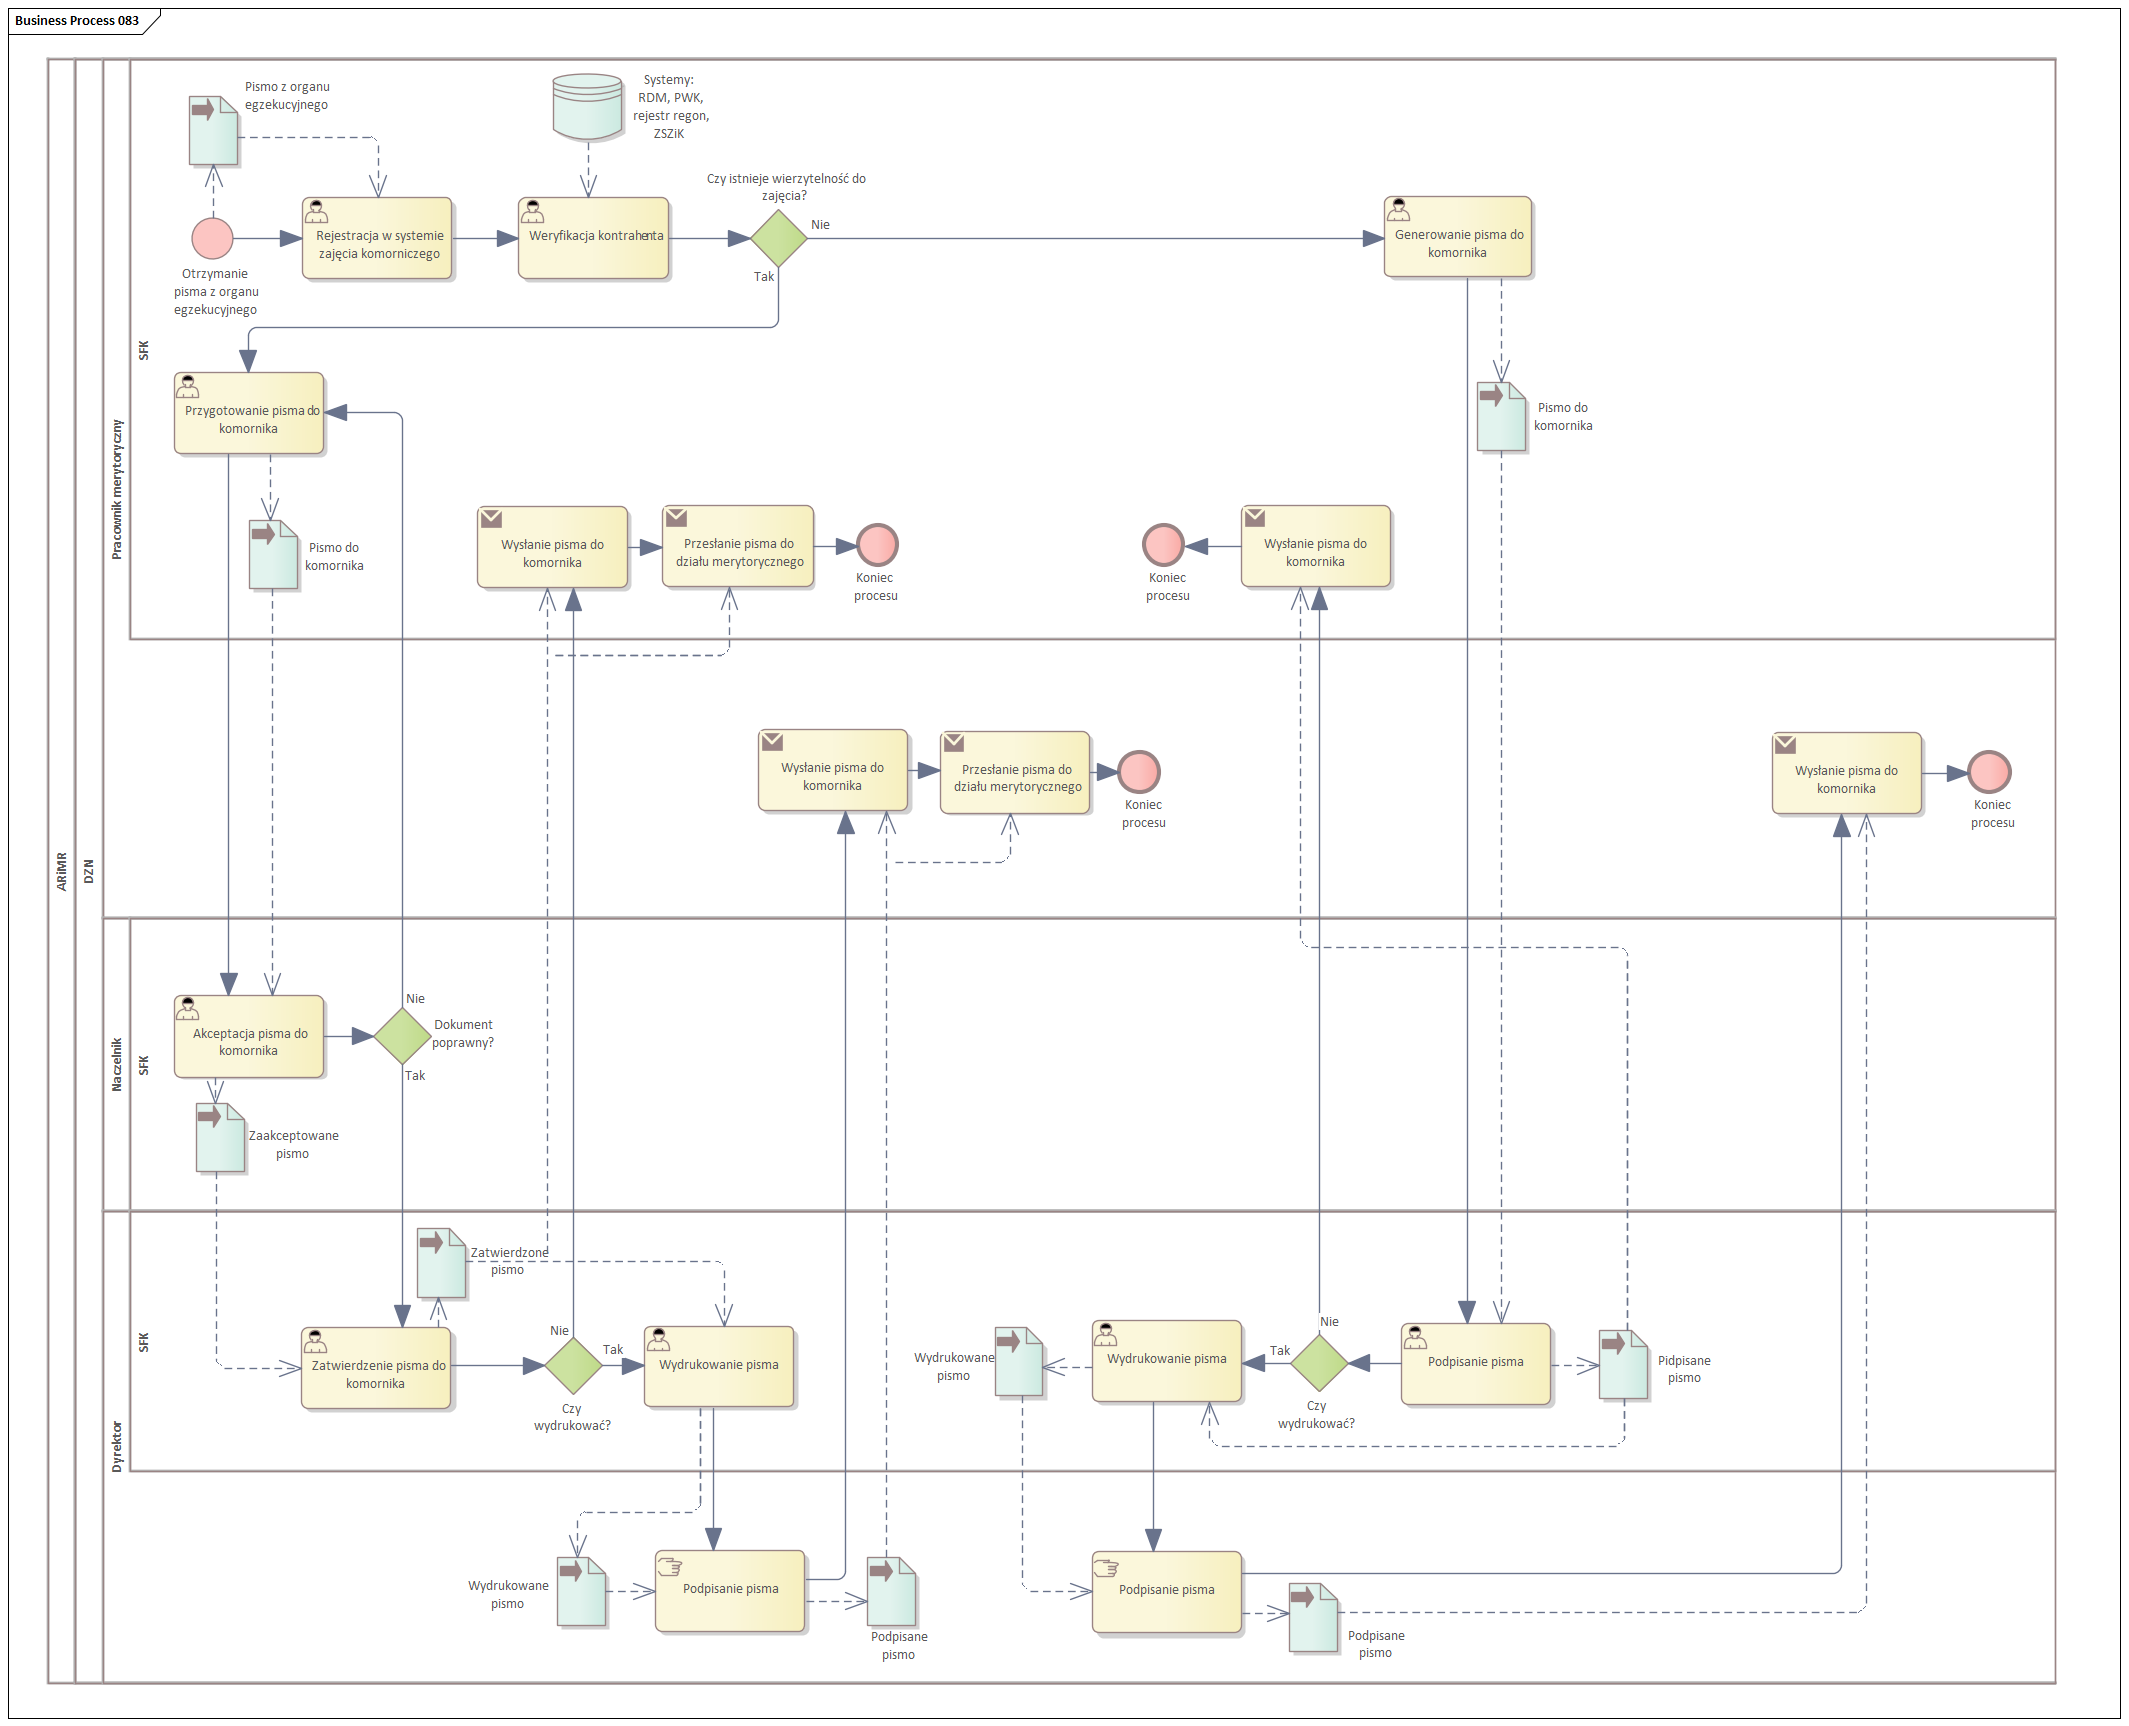 Business Process 083
Pismo z organu
egzekucyjnego
Systemy:
RDM, PWK,
rejestr regon,
ZSZiK
Czy istnieje wierzytelność do
zajęcia?
Nie
Tak
Rejestracja w systemie
zajęcia komorniczego
Weryfikacja kontrahenta
Generowanie pisma do
komornika
Otrzymanie
pisma z organu
egzekucyjnego
SFK
Pracownik merytoryczny
Przygotowanie pisma do
komornika
Pismo do
komornika
Pismo do
komornika
Wysłanie pisma do
komornika
Przesłanie pisma do
działu merytorycznego
Koniec
procesu
Koniec
procesu
Wysłanie pisma do
komornika
Wysłanie pisma do
komornika
Przesłanie pisma do
działu merytorycznego
Koniec
procesu
Wysłanie pisma do
komornika
Koniec
procesu
ARiMR
DZN
Naczelnik
SFK
Akceptacja pisma do
komornika
Nie
Dokument
poprawny?
Tak
Zaakceptowane
pismo
Dyrektor
SFK
Zatwierdzone
pismo
Zatwierdzenie pisma do
komornika
Nie
Tak
Czy
wydrukować?
Wydrukowanie pisma
Wydrukowane
pismo
Wydrukowanie pisma
Tak
Nie
Czy
wydrukować?
Podpisanie pisma
Pidpisane
pismo
Wydrukowane
pismo
Podpisanie pisma
Podpisane
pismo
Podpisanie pisma
Podpisane
pismo